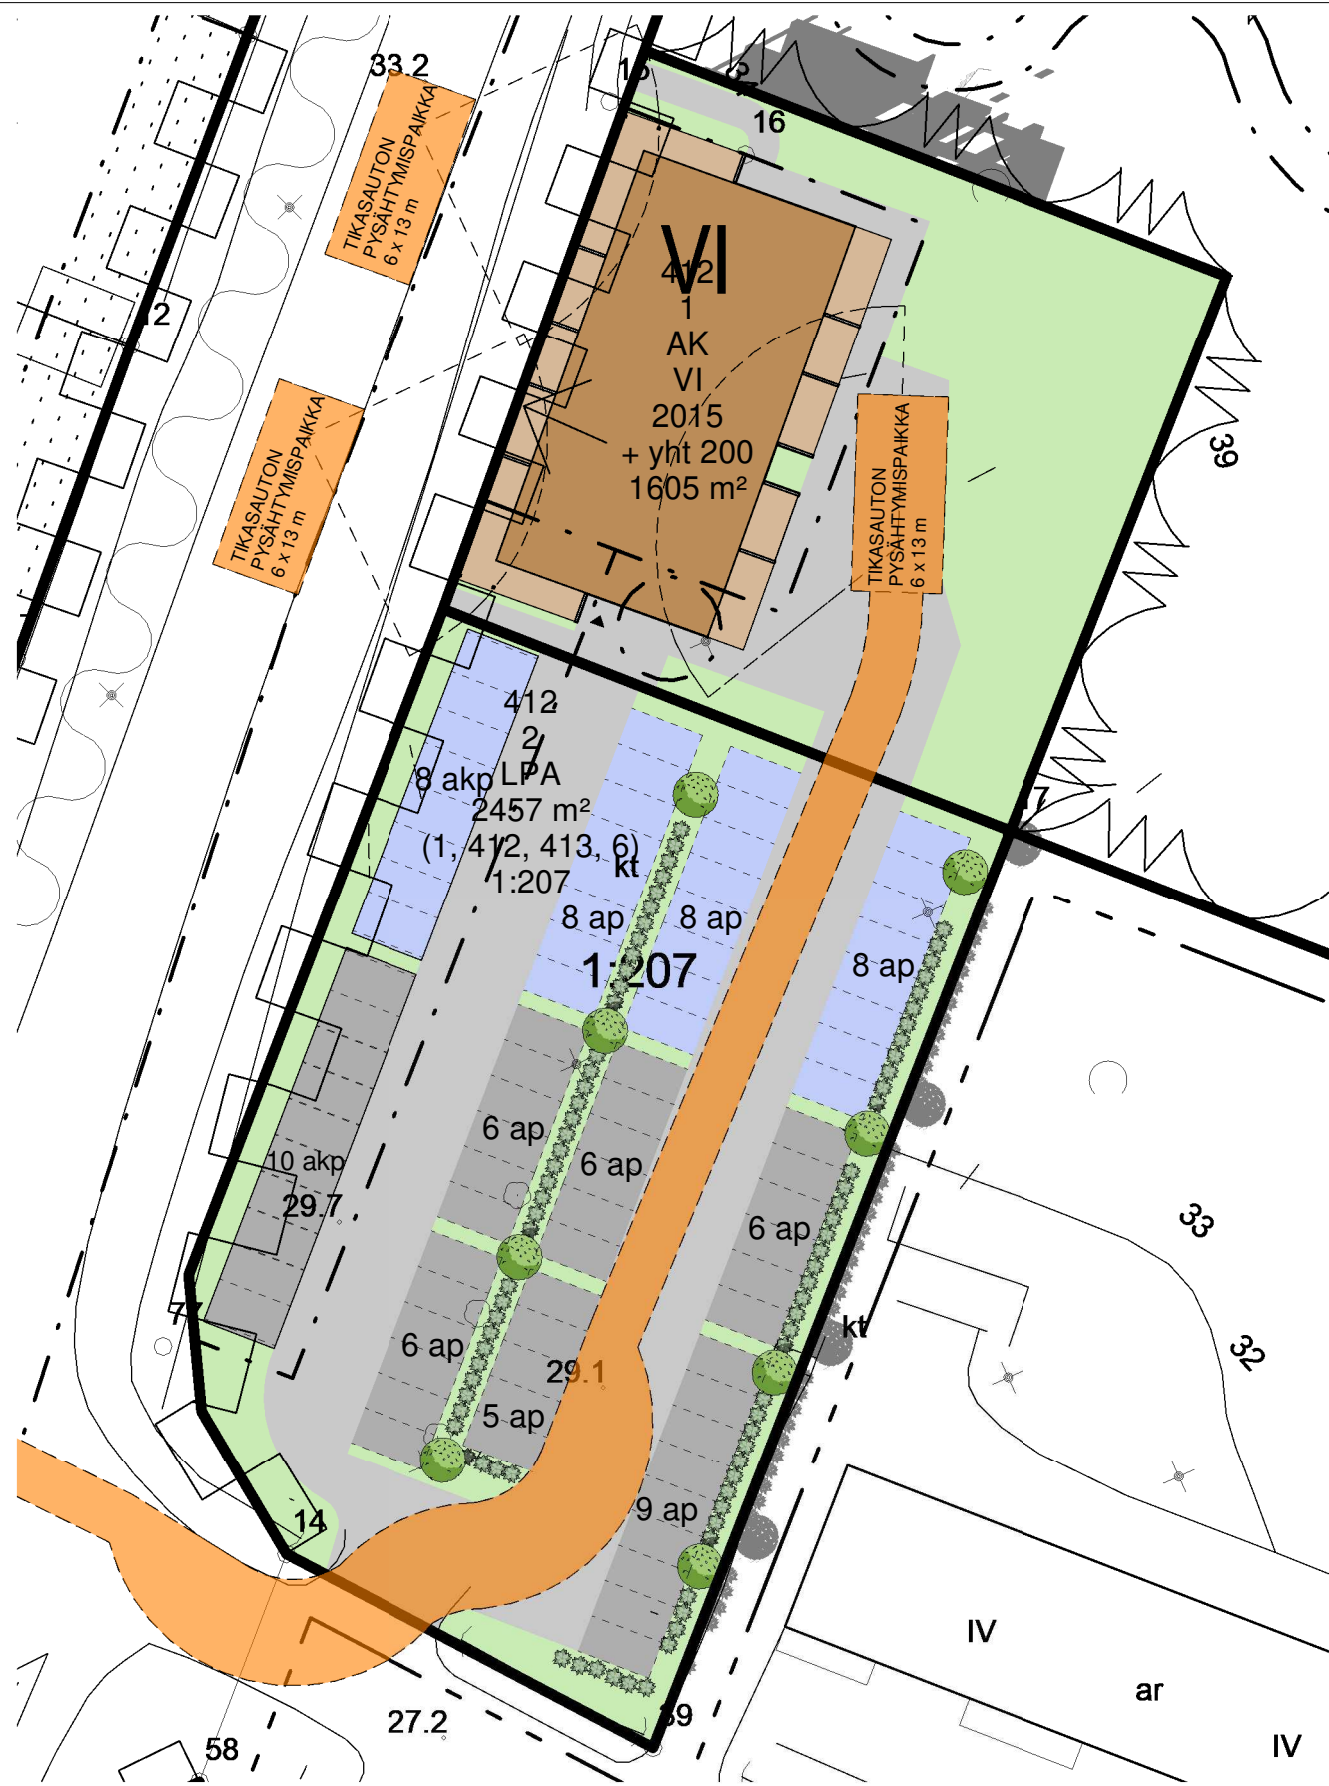 33.2
16
TIKASAUTON
PYSÄHTYMISPAIKKA
6 x 13 m
VI
412
1
AK
VI
2015
+ yht 200
1605 m²
12
TIKASAUTON
PYSÄHTYMISPAIKKA
6 x 13 m
TIKASAUTON
PYSÄHTYMISPAIKKA
6 x 13 m
39
412
2
LPA
2457 m²
(1, 412, 413, 6)
1:207
8 akp
kt
8 ap
8 ap
8 ap
1:207
6 ap
6 ap
6 ap
10 akp
29.7
77
6 ap
5 ap
29.1
kt
33
32
9 ap
14
IV
ar
IV
27.2
39
58